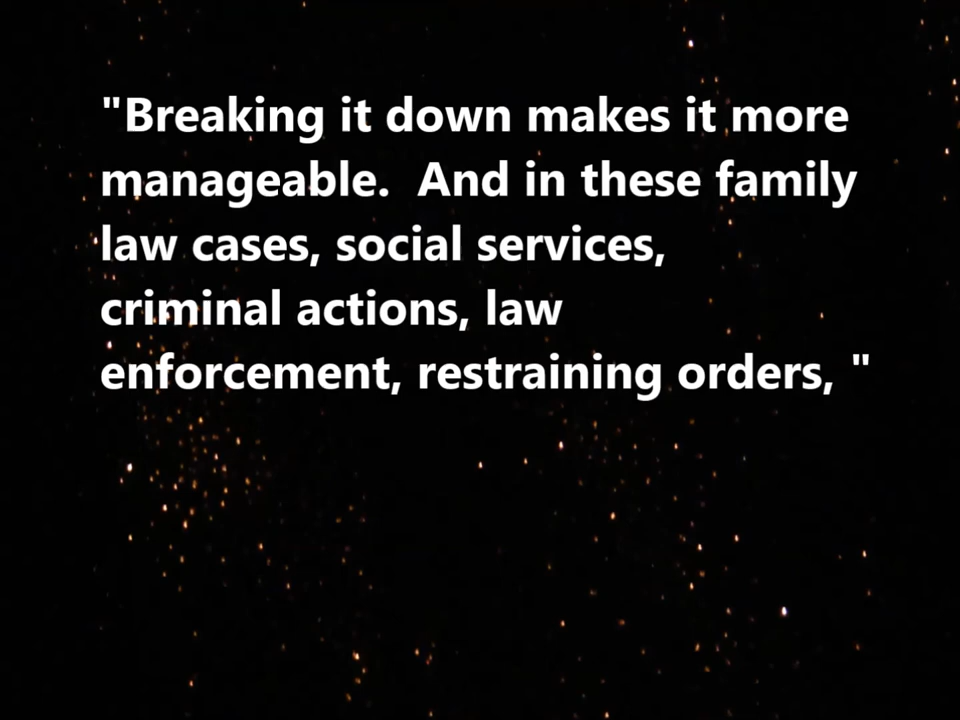 "Breaking it down makes it more
manageable.  And in these family
law cases, social services,
criminal actions, law
enforcement, restraining orders, "